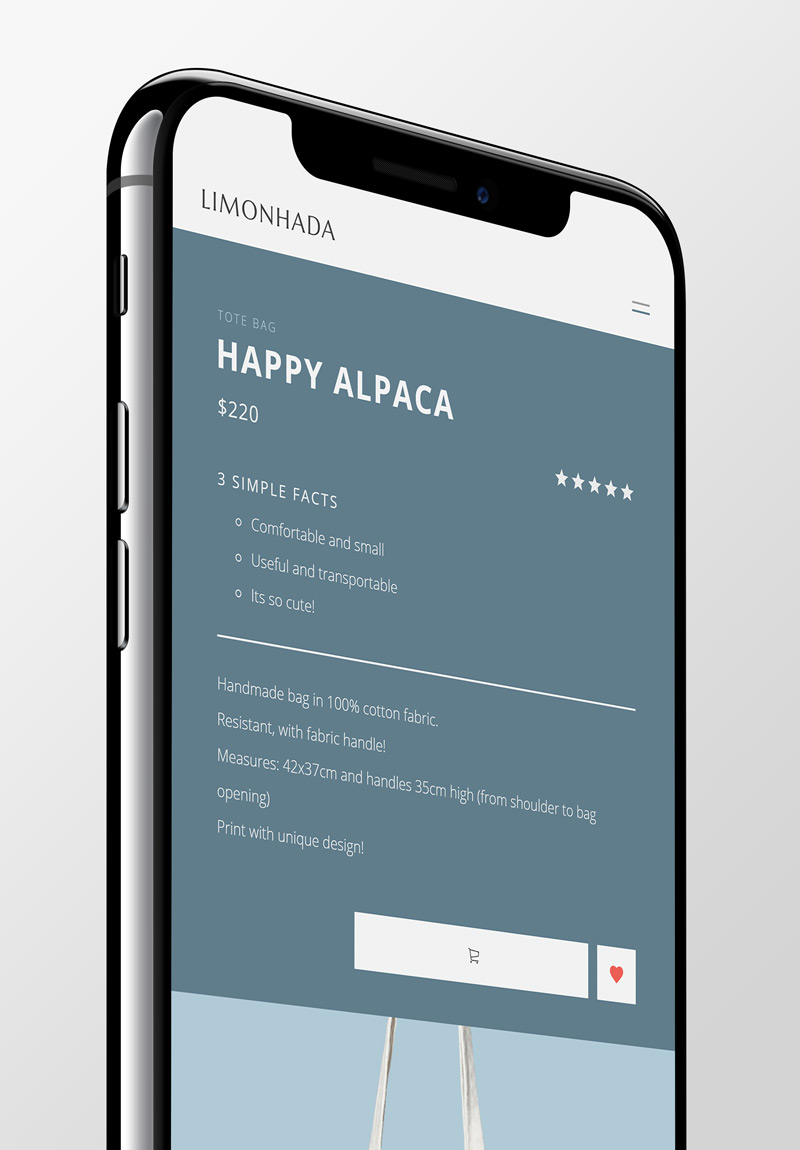 LIMONHADA
TOTE BAG
HAPPY ALPACA
$220
3 SIMPLE FACTS
Comfortable and small
Useful and transportable
Its so cute!
Handmade bag in 100% cotton fabric.
Resistant, with fabric handle!
Measures: 42x37cm and handles 35cm high (from shoulder to bag
opening)
Print with unique design!